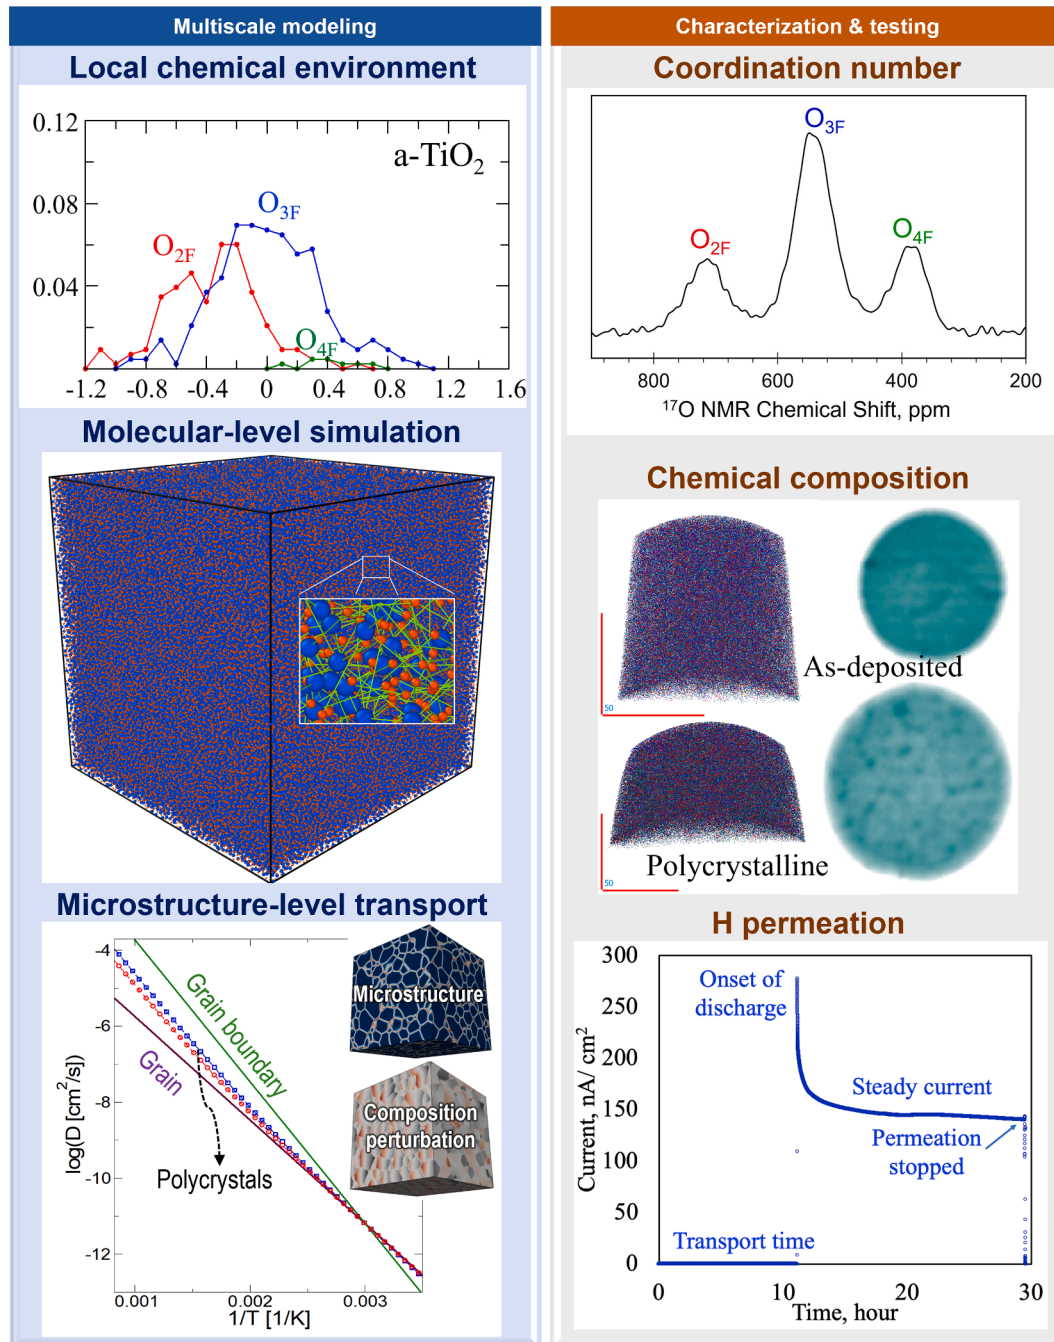 Multiscale modeling
Local chemical environment
0.12
0.08
0.04
a-TiO₂
O₂F
O₃F
O₄F
-1.2 -0.8 -0.4 0 0.4 0.8 1.2 1.6
Molecular-level simulation
Microstructure-level transport
-4
-6
-8
-10
-12
log(D [cm²/s])
Grain boundary
Grain
Polycrystals
Microstructure
Composition
perturbation
0.001 0.002 0.003
1/T [1/K]
Characterization & testing
Coordination number
O₂F
O₃F
O₄F
800 600 400 200
¹⁷O NMR Chemical Shift, ppm
Chemical composition
50
As-deposited
50
Polycrystalline
H permeation
300
250
200
150
100
50
0
Current, nA/ cm²
Onset of
discharge
Steady current
Permeation
stopped
Transport time
0 10 20 30
Time, hour